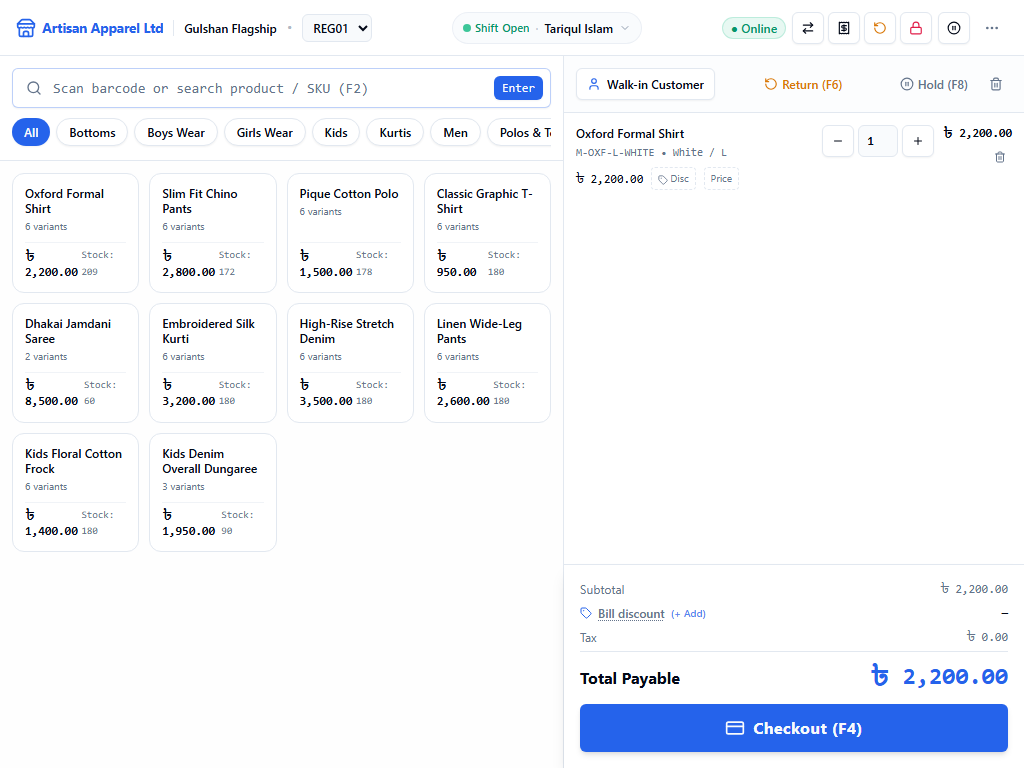 Artisan Apparel Ltd
Gulshan Flagship • REG01
Shift Open · Tariqul Islam
Online
Scan barcode or search product / SKU (F2)
Enter
All Bottoms Boys Wear Girls Wear Kids Kurtis Men Polos & T
Oxford Formal Shirt
6 variants
৳ 2,200.00
Stock: 209
Slim Fit Chino Pants
6 variants
৳ 2,800.00
Stock: 172
Pique Cotton Polo
6 variants
৳ 1,500.00
Stock: 178
Classic Graphic T-Shirt
6 variants
৳ 950.00
Stock: 180
Dhakai Jamdani Saree
2 variants
৳ 8,500.00
Stock: 60
Embroidered Silk Kurti
6 variants
৳ 3,200.00
Stock: 180
High-Rise Stretch Denim
6 variants
৳ 3,500.00
Stock: 180
Linen Wide-Leg Pants
6 variants
৳ 2,600.00
Stock: 180
Kids Floral Cotton Frock
6 variants
৳ 1,400.00
Stock: 180
Kids Denim Overall Dungaree
3 variants
৳ 1,950.00
Stock: 90
Walk-in Customer
Return (F6)
Hold (F8)
Oxford Formal Shirt
M-OXF-L-WHITE • White / L
− 1 +
৳ 2,200.00
৳ 2,200.00 Disc Price
Subtotal ৳ 2,200.00
Bill discount (+ Add) —
Tax ৳ 0.00
Total Payable ৳ 2,200.00
Checkout (F4)